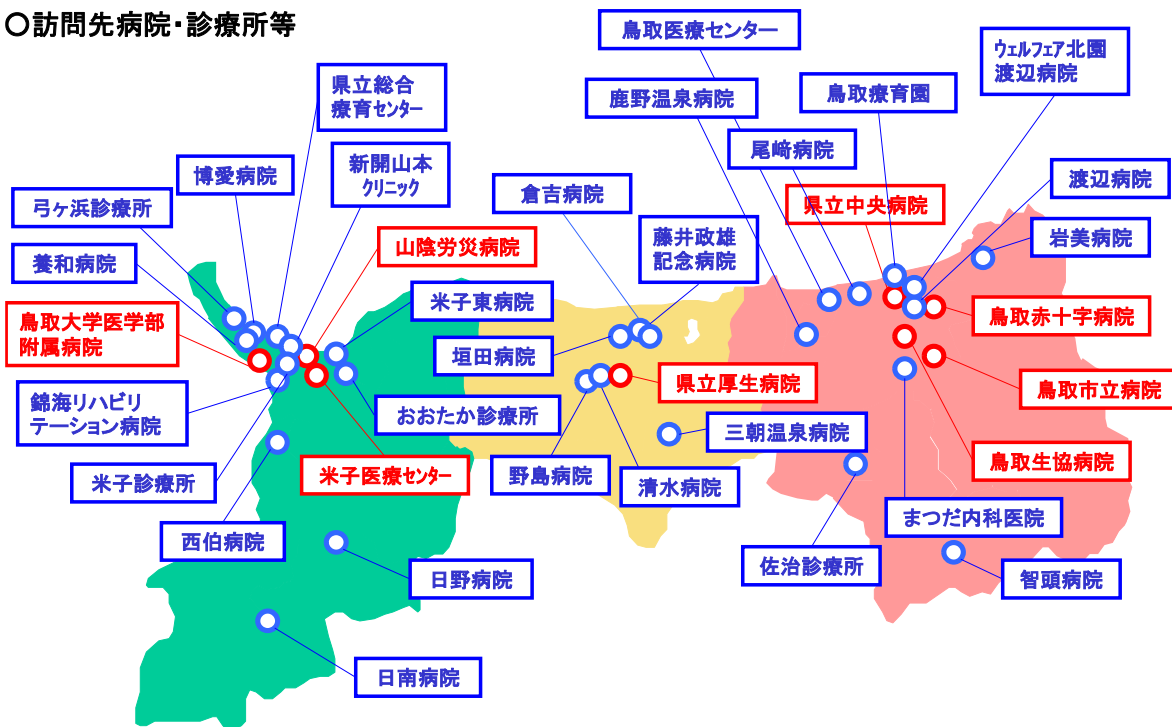 ○訪問先病院・診療所等
鳥取医療センター
ウェルフェア北園
渡辺病院
県立総合
療育センター
鹿野温泉病院
鳥取療育園
尾﨑病院
新開山本
クリニック
博愛病院
渡辺病院
倉吉病院
県立中央病院
弓ヶ浜診療所
藤井政雄
記念病院
岩美病院
山陰労災病院
養和病院
米子東病院
鳥取大学医学部
附属病院
鳥取赤十字病院
垣田病院
県立厚生病院
鳥取市立病院
錦海リハビリ
テーション病院
おおたか診療所
三朝温泉病院
鳥取生協病院
米子診療所
米子医療センター
野島病院
清水病院
まつだ内科医院
西伯病院
佐治診療所
日野病院
智頭病院
日南病院